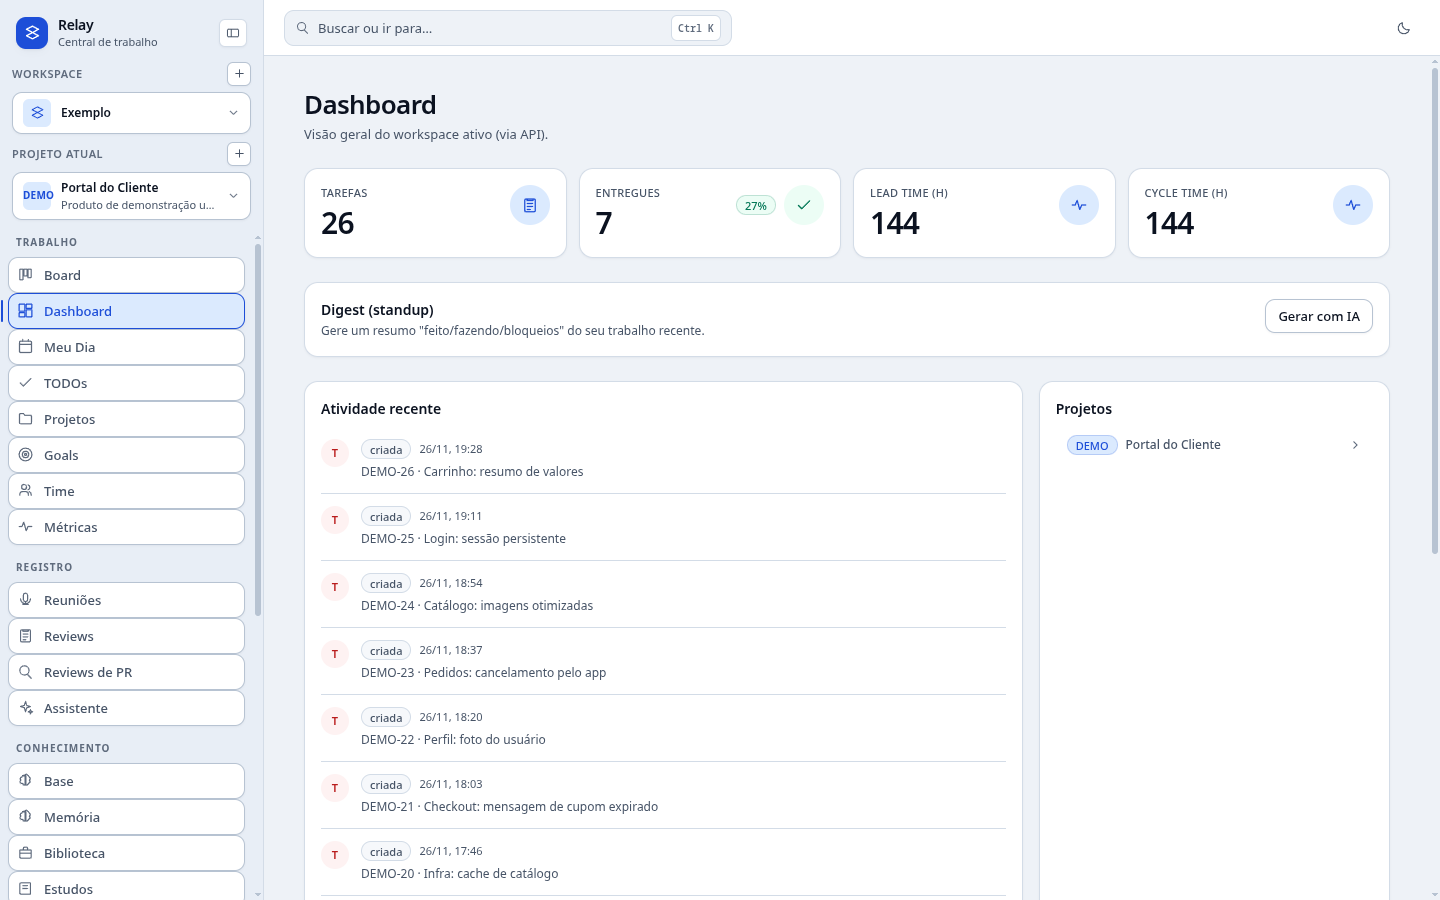 Relay
Central de trabalho
WORKSPACE
Exemplo
PROJETO ATUAL
DEMO
Portal do Cliente
Produto de demonstração u...
TRABALHO
Board
Dashboard
Meu Dia
TODOs
Projetos
Goals
Time
Métricas
REGISTRO
Reuniões
Reviews
Reviews de PR
Assistente
CONHECIMENTO
Base
Memória
Biblioteca
Estudos
Buscar ou ir para...
Ctrl K
Dashboard
Visão geral do workspace ativo (via API).
TAREFAS
26
ENTREGUES
7
27%
LEAD TIME (H)
144
CYCLE TIME (H)
144
Digest (standup)
Gere um resumo "feito/fazendo/bloqueios" do seu trabalho recente.
Gerar com IA
Atividade recente
T criada 26/11, 19:28
DEMO-26 · Carrinho: resumo de valores
T criada 26/11, 19:11
DEMO-25 · Login: sessão persistente
T criada 26/11, 18:54
DEMO-24 · Catálogo: imagens otimizadas
T criada 26/11, 18:37
DEMO-23 · Pedidos: cancelamento pelo app
T criada 26/11, 18:20
DEMO-22 · Perfil: foto do usuário
T criada 26/11, 18:03
DEMO-21 · Checkout: mensagem de cupom expirado
T criada 26/11, 17:46
DEMO-20 · Infra: cache de catálogo
Projetos
DEMO Portal do Cliente